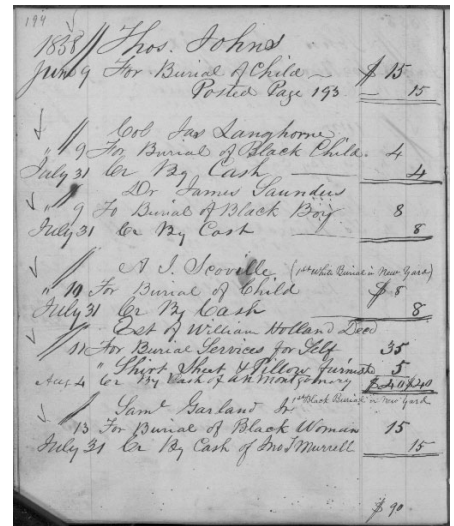 194
1838 Thos. Johns
June 9 For Burial of Child — $ 15
Posted Page 193 — 15
Col Jas Langhorne
" 9 For Burial of Black Child. 4
July 31 Cr By Cash — 4
Dr James Saunders
" 9 To Burial of Black Boy 8
July 31 Cr By Cash — 8
A J. Scoville (1st White Burial in New Yard)
" 10 For Burial of Child $ 8
July 31 Cr By Cash — 8
Est of William Holland Decd
" 11 For Burial Services for Self 35
" Shirt Sheet & Pillow furnished 5
Aug 4 Cr By Cash of Montgomery $40 $40
1st Black Burial in New Yard
Saml Garland Sr.
13 For Burial of Black Woman 15
July 31 Cr By Cash of Jno J Murrell 15
$ 90